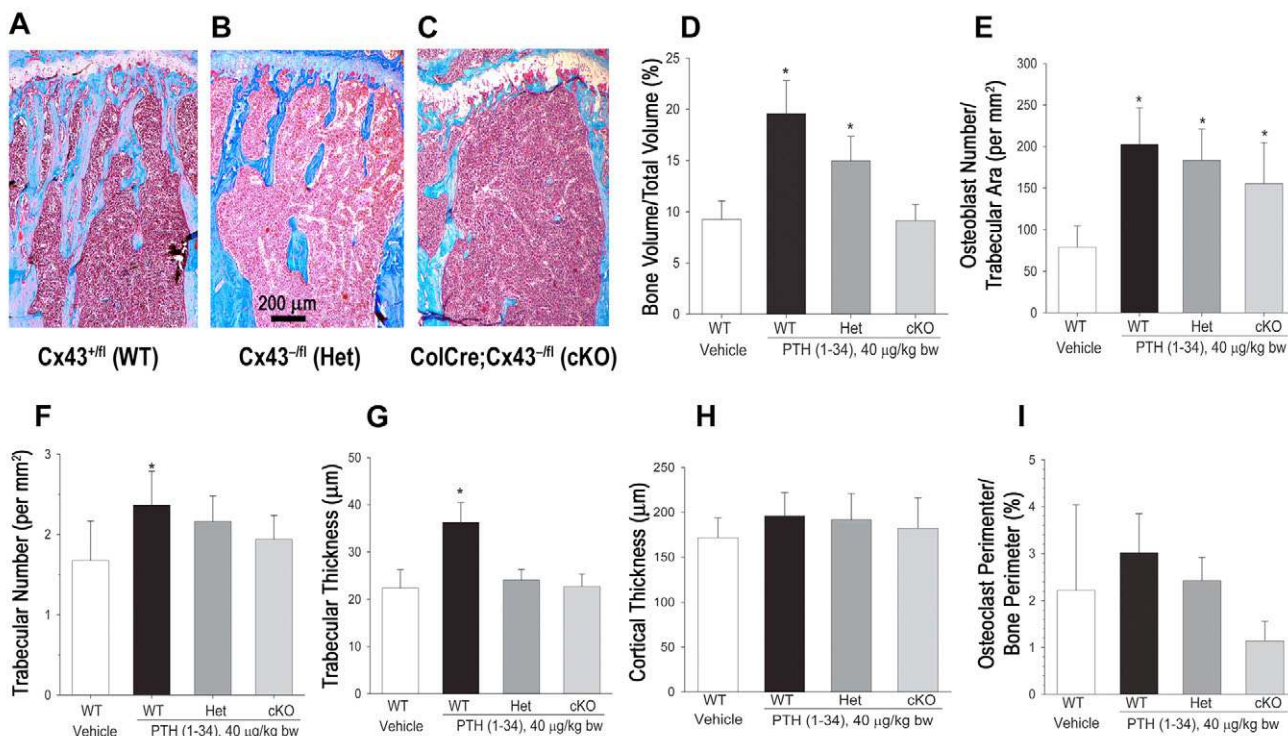 A
B
C
200 μm
Cx43+/fl (WT)
Cx43–/fl (Het)
ColCre;Cx43–/fl (cKO)
D
Bone Volume/Total Volume (%)
25
20
15
10
5
0
*
*
WT
WT
Het
cKO
Vehicle
PTH (1-34), 40 μg/kg bw
E
Osteoblast Number/
Trabecular Ara (per mm2)
300
250
200
150
100
50
0
*
*
*
WT
WT
Het
cKO
Vehicle
PTH (1-34), 40 μg/kg bw
F
Trabecular Number (per mm2)
3
2
1
0
*
WT
WT
Het
cKO
Vehicle
PTH (1-34), 40 μg/kg bw
G
Trabecular Thickness (μm)
50
40
30
20
10
0
*
WT
WT
Het
cKO
Vehicle
PTH (1-34), 40 μg/kg bw
H
Cortical Thickness (μm)
250
200
150
100
50
0
WT
WT
Het
cKO
Vehicle
PTH (1-34), 40 μg/kg bw
I
Osteoclast Perimenter/
Bone Perimeter (%)
5
4
3
2
1
0
WT
WT
Het
cKO
Vehicle
PTH (1-34), 40 μg/kg bw